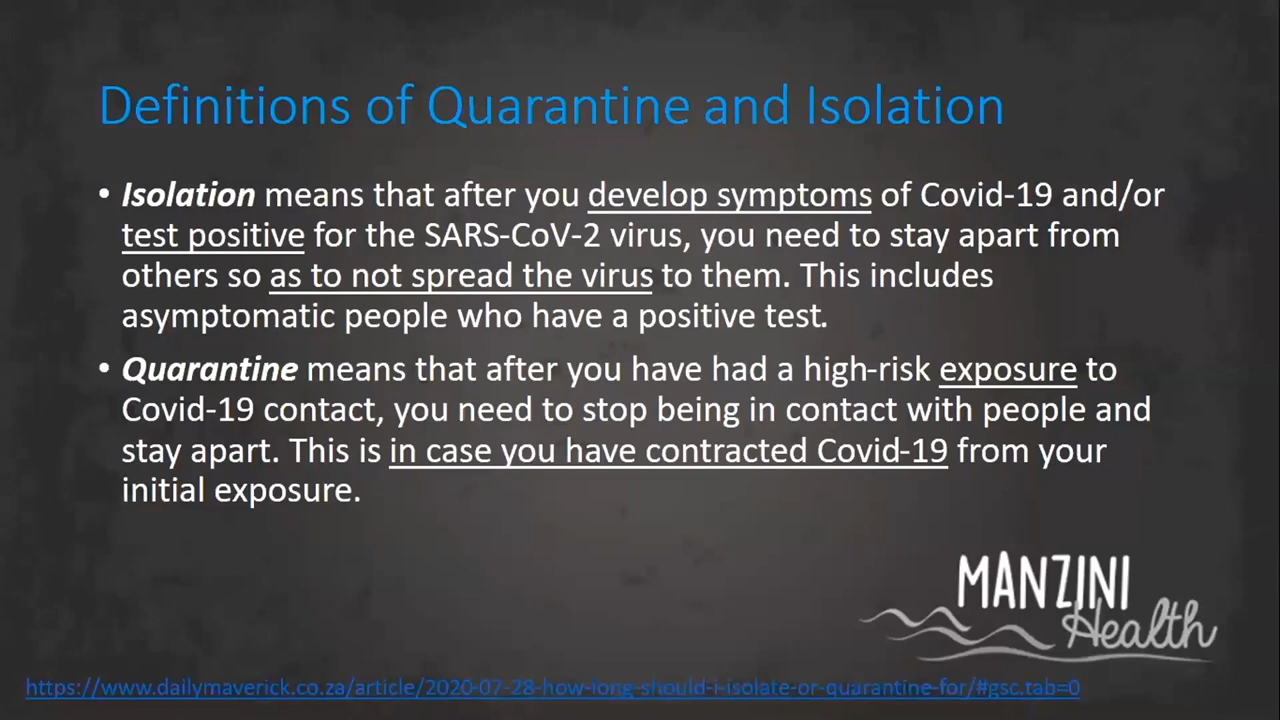 Definitions of Quarantine and Isolation
• Isolation means that after you develop symptoms of Covid-19 and/or
test positive for the SARS-CoV-2 virus, you need to stay apart from
others so as to not spread the virus to them. This includes
asymptomatic people who have a positive test.
• Quarantine means that after you have had a high-risk exposure to
Covid-19 contact, you need to stop being in contact with people and
stay apart. This is in case you have contracted Covid-19 from your
initial exposure.
MANZINI
Health
https://www.dailymaverick.co.za/article/2020-07-28-how-long-should-i-isolate-or-quarantine-for/#gsc.tab=0